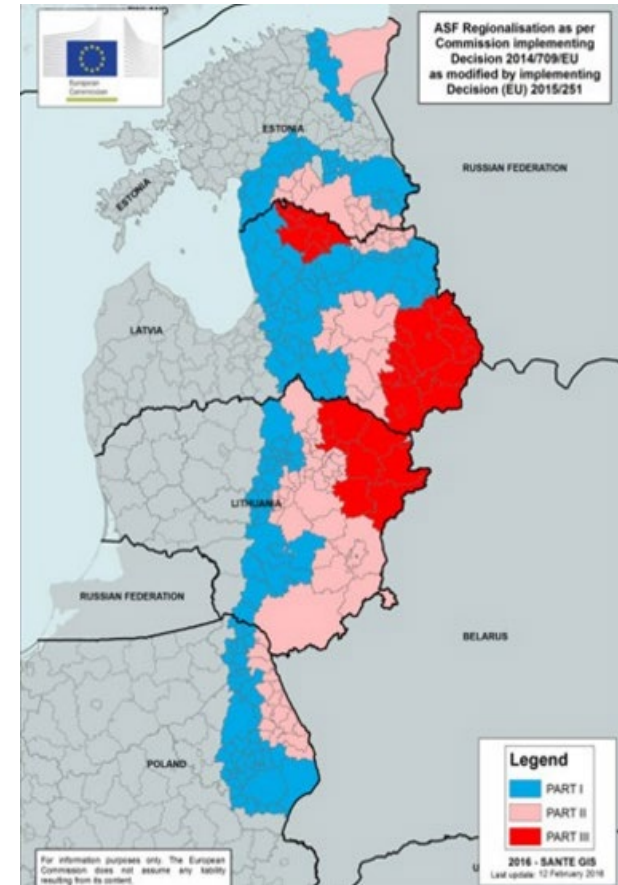 ASF Regionalisation as per
Commission implementing
Decision 2014/709/EU
as modified by implementing
Decision (EU) 2015/251
European
Commission
ESTONIA
RUSSIAN FEDERATION
ESTONIA
LATVIA
LITHUANIA
RUSSIAN FEDERATION
BELARUS
POLAND
Legend
PART I
PART II
PART III
2016 - SANTE GIS
Last update: 12 February 2016
For information purposes only. The European
Commission does not assume any liability
resulting from its content.